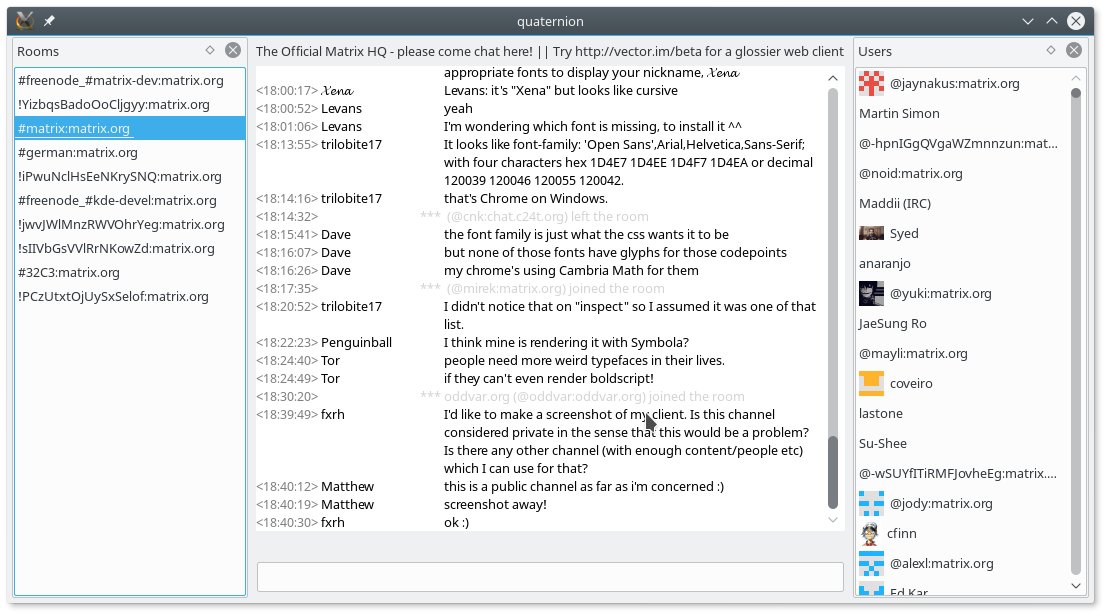 quaternion
Rooms
#freenode_#matrix-dev:matrix.org
!YizbqsBadoOoCljgyy:matrix.org
#matrix:matrix.org
#german:matrix.org
!iPwuNclHsEeNKrySNQ:matrix.org
#freenode_#kde-devel:matrix.org
!jwvJWlMnzRWVOhrYeg:matrix.org
!sIIVbGsVVlRrNKowZd:matrix.org
#32C3:matrix.org
!PCzUtxtOjUySxSelof:matrix.org
The Official Matrix HQ - please come chat here! || Try http://vector.im/beta for a glossier web client
appropriate fonts to display your nickname, 𝓧𝓮𝓷𝓪
<18:00:17> 𝓧𝓮𝓷𝓪 Levans: it's "Xena" but looks like cursive
<18:00:52> Levans yeah
<18:01:06> Levans I'm wondering which font is missing, to install it ^^
<18:13:55> trilobite17 It looks like font-family: 'Open Sans',Arial,Helvetica,Sans-Serif;
with four characters hex 1D4E7 1D4EE 1D4F7 1D4EA or decimal
120039 120046 120055 120042.
<18:14:16> trilobite17 that's Chrome on Windows.
<18:14:32> *** (@cnk:chat.c24t.org) left the room
<18:15:41> Dave the font family is just what the css wants it to be
<18:16:07> Dave but none of those fonts have glyphs for those codepoints
<18:16:26> Dave my chrome's using Cambria Math for them
<18:17:35> *** (@mirek:matrix.org) joined the room
<18:20:52> trilobite17 I didn't notice that on "inspect" so I assumed it was one of that
list.
<18:22:23> Penguinball I think mine is rendering it with Symbola?
<18:24:40> Tor people need more weird typefaces in their lives.
<18:24:49> Tor if they can't even render boldscript!
<18:30:20> *** oddvar.org (@oddvar:oddvar.org) joined the room
<18:39:49> fxrh I'd like to make a screenshot of my client. Is this channel
considered private in the sense that this would be a problem?
Is there any other channel (with enough content/people etc)
which I can use for that?
<18:40:12> Matthew this is a public channel as far as i'm concerned :)
<18:40:19> Matthew screenshot away!
<18:40:30> fxrh ok :)
Users
@jaynakus:matrix.org
Martin Simon
@-hpnIGgQVgaWZmnnzun:mat...
@noid:matrix.org
Maddii (IRC)
Syed
anaranjo
@yuki:matrix.org
JaeSung Ro
@mayli:matrix.org
coveiro
lastone
Su-Shee
@-wSUYfITiRMFJovheEg:matrix....
@jody:matrix.org
cfinn
@alexl:matrix.org
Ed Kar